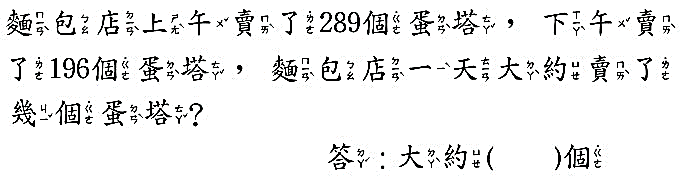 麵包店上午賣了289個蛋塔，下午賣
了196個蛋塔，麵包店一天大約賣了
幾個蛋塔？
答：大約(　　)個